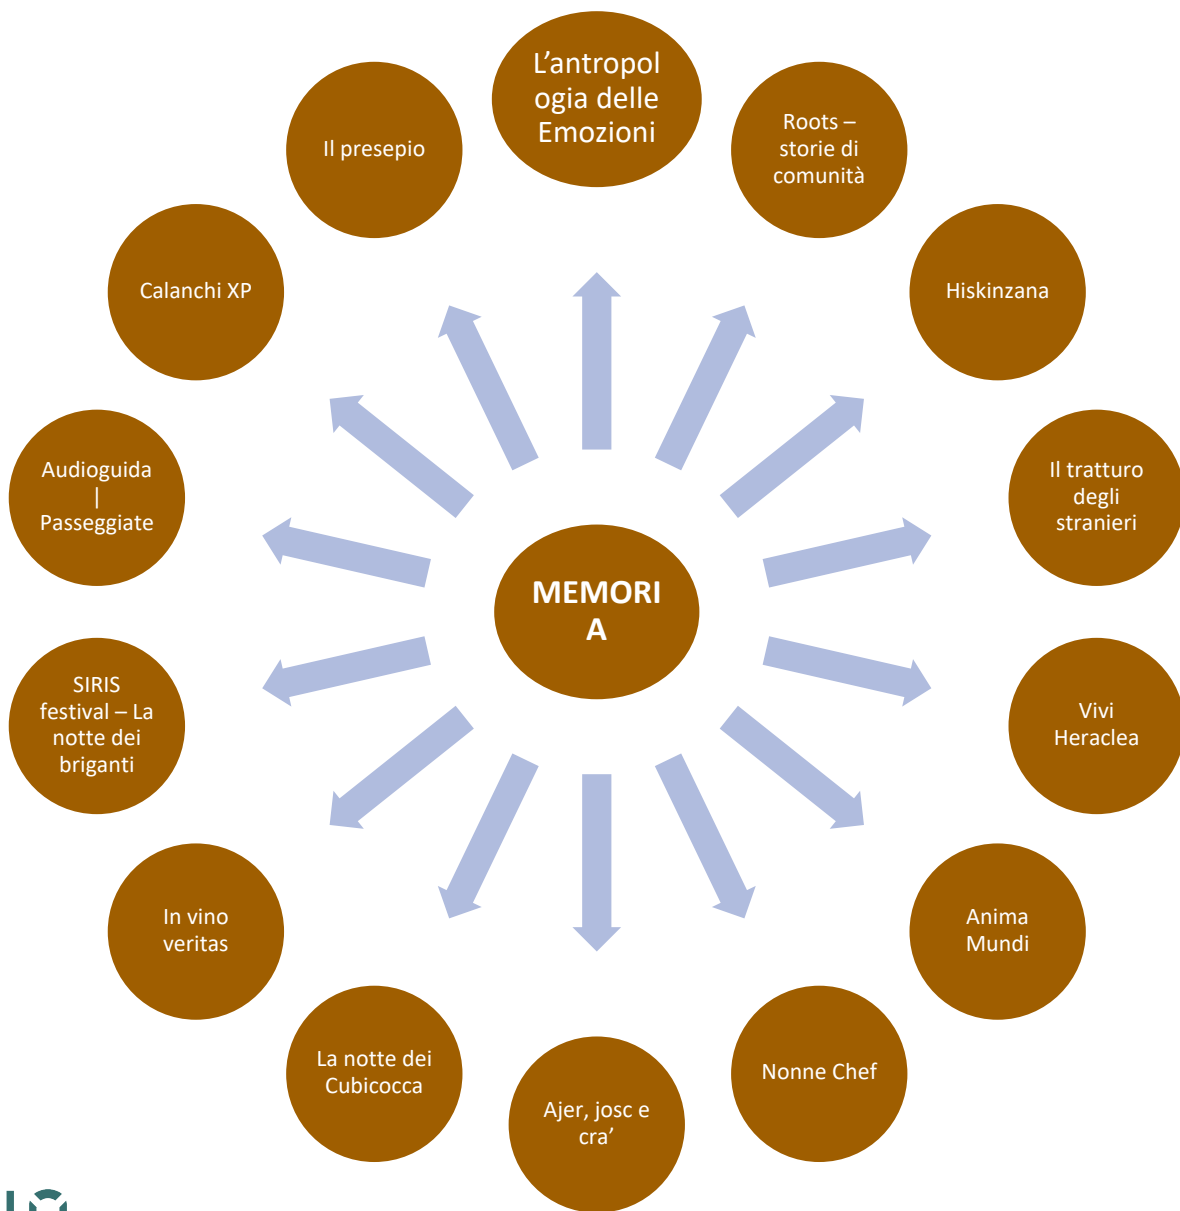 L’antropol
ogia delle
Emozioni
Roots –
storie di
comunità
Hiskinzana
Il tratturo
degli
stranieri
Vivi
Heraclea
Anima
Mundi
Nonne Chef
Ajer, josc e
cra’
La notte dei
Cubicocca
In vino
veritas
SIRIS
festival – La
notte dei
briganti
Audioguida
|
Passeggiate
Calanchi XP
Il presepio
MEMORI
A